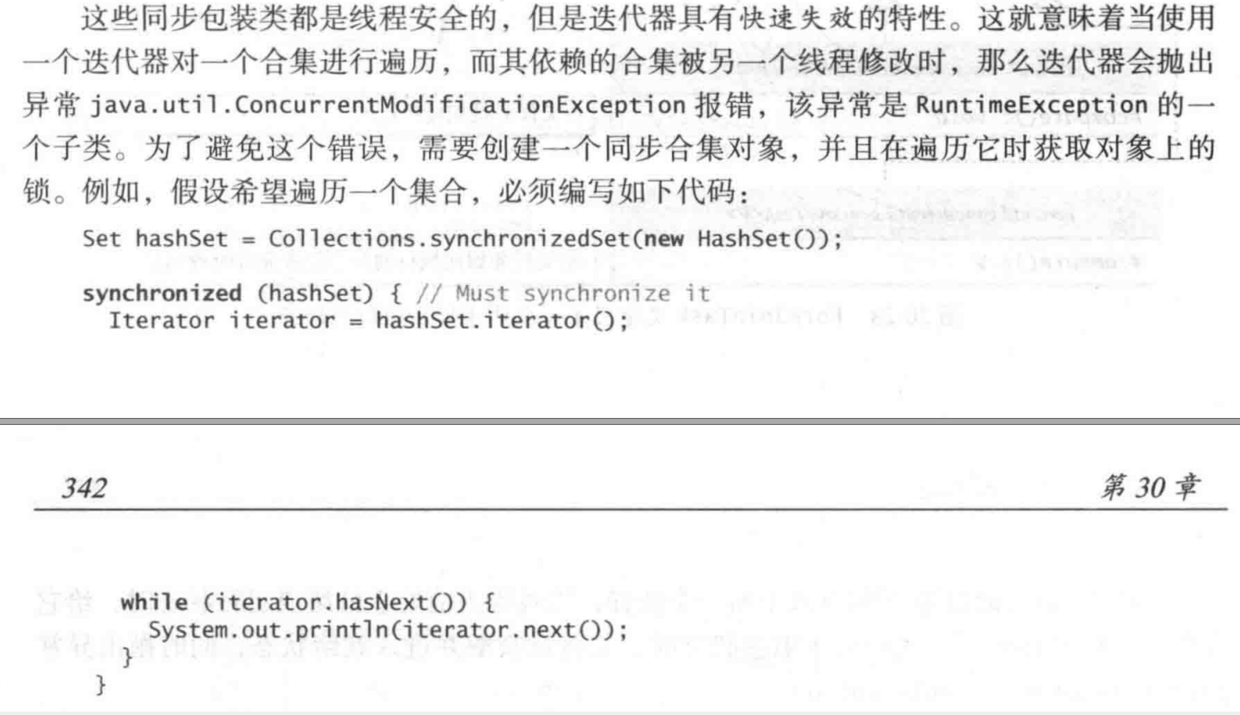 这些同步包装类都是线程安全的，但是迭代器具有快速失效的特性。这就意味着当使用
一个迭代器对一个合集进行遍历，而其依赖的合集被另一个线程修改时，那么迭代器会抛出
异常 java.util.ConcurrentModificationException 报错，该异常是 RuntimeException 的一
个子类。为了避免这个错误，需要创建一个同步合集对象，并且在遍历它时获取对象上的
锁。例如，假设希望遍历一个集合，必须编写如下代码：
Set hashSet = Collections.synchronizedSet(new HashSet());
synchronized (hashSet) { // Must synchronize it
Iterator iterator = hashSet.iterator();
342 第 30 章
while (iterator.hasNext()) {
System.out.println(iterator.next());
}
}